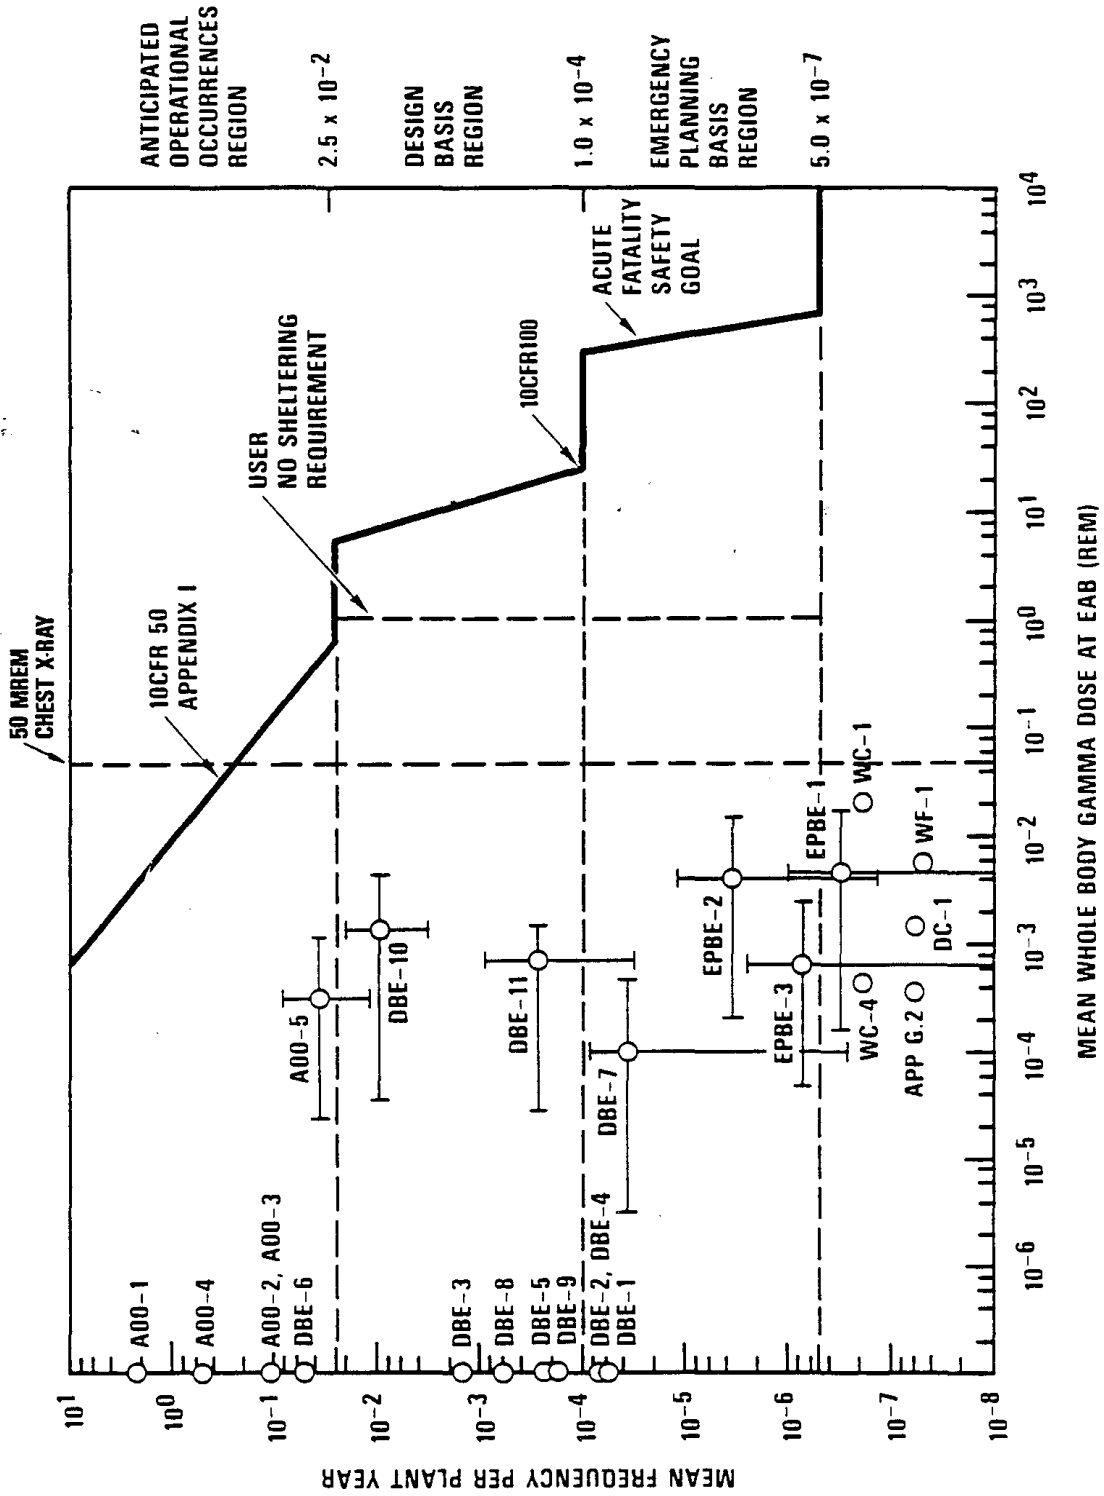 50 MREM
CHEST X-RAY
10CFR 50
APPENDIX I
USER
NO SHELTERING
REQUIREMENT
10CFR100
ACUTE
FATALITY
SAFETY
GOAL
ANTICIPATED
OPERATIONAL
OCCURRENCES
REGION
2.5 x 10⁻²
DESIGN
BASIS
REGION
1.0 x 10⁻⁴
EMERGENCY
PLANNING
BASIS
REGION
5.0 x 10⁻⁷
AOO-1
AOO-4
AOO-2, AOO-3
DBE-6
DBE-3
DBE-8
DBE-5
DBE-9
DBE-2, DBE-4
DBE-1
AOO-5
DBE-10
DBE-11
DBE-7
EPBE-2
EPBE-3
EPBE-1
WC-1
WF-1
DC-1
WC-4
APP G.2
10¹
10⁰
10⁻¹
10⁻²
10⁻³
10⁻⁴
10⁻⁵
10⁻⁶
10⁻⁷
10⁻⁸
MEAN FREQUENCY PER PLANT YEAR
10⁻⁶
10⁻⁵
10⁻⁴
10⁻³
10⁻²
10⁻¹
10⁰
10¹
10²
10³
10⁴
MEAN WHOLE BODY GAMMA DOSE AT EAB (REM)